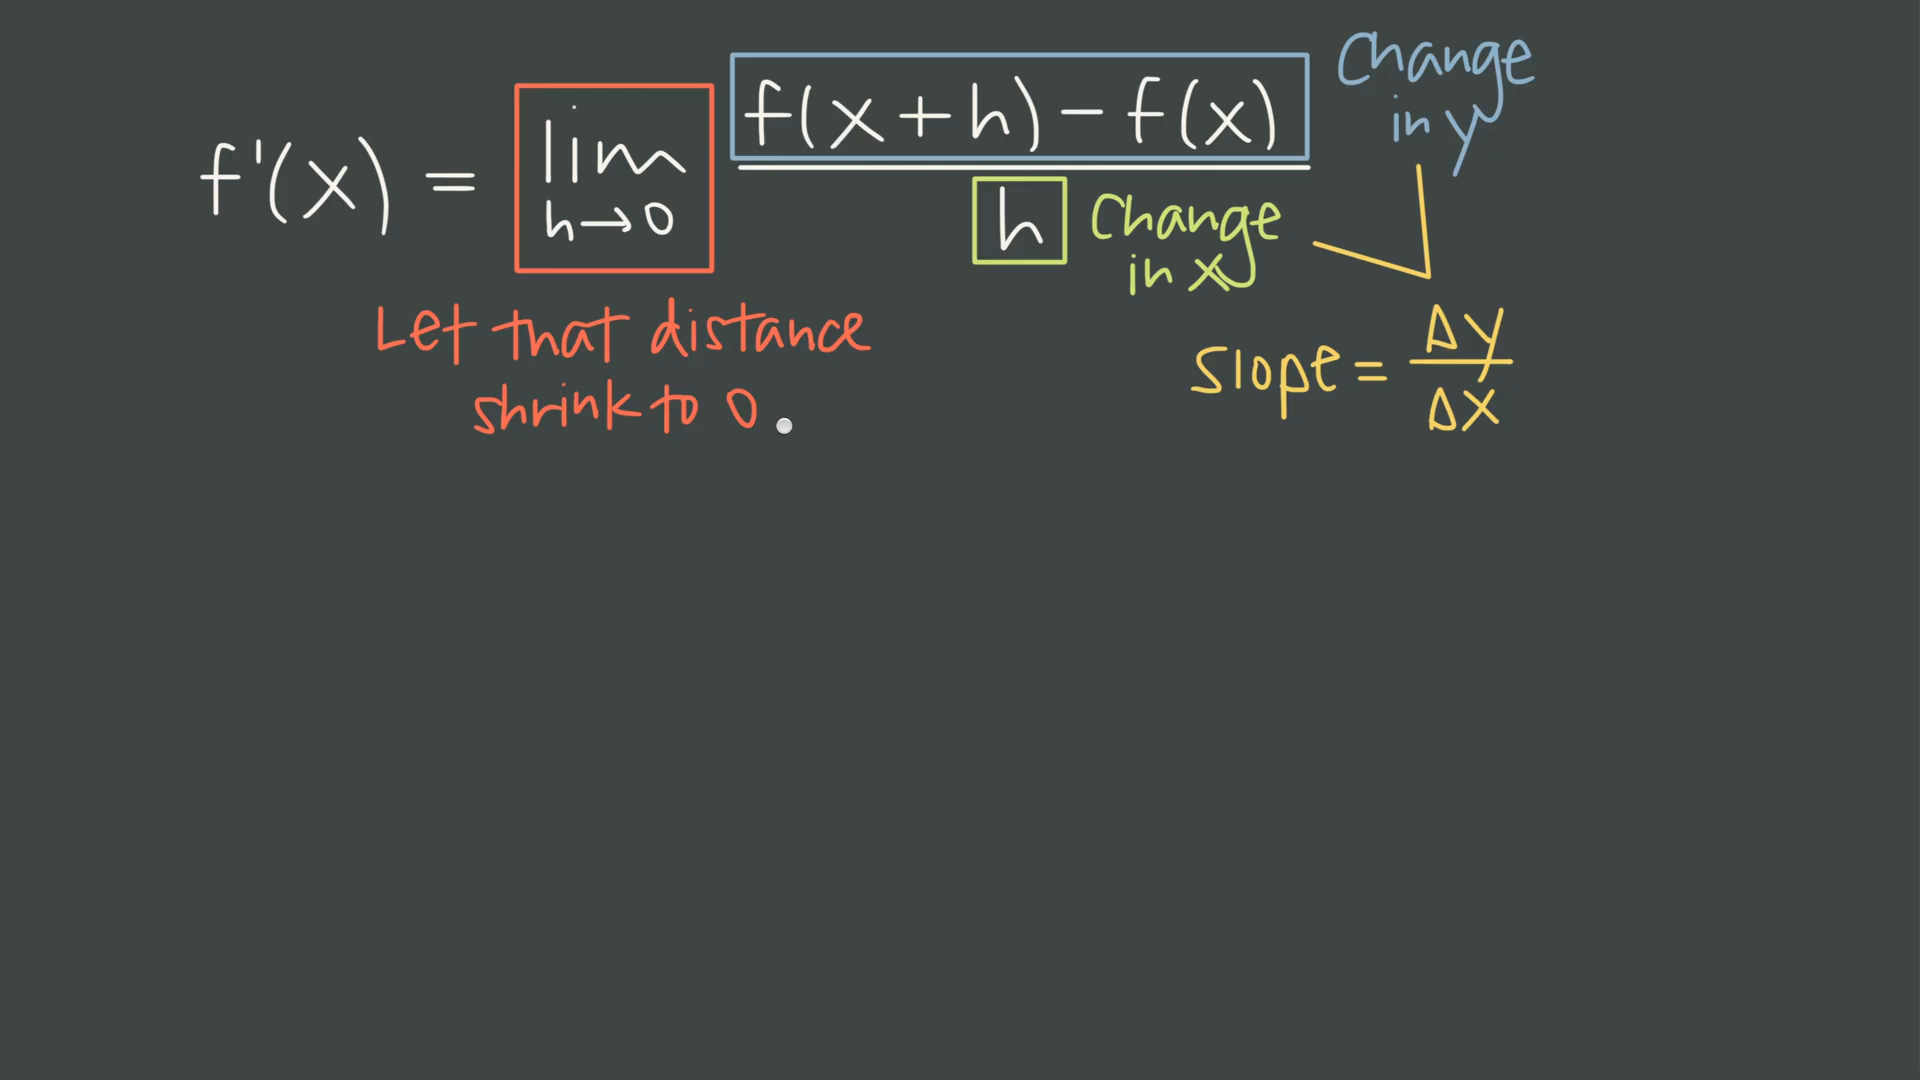 f'(x) = lim h→0 f(x+h) − f(x)
h
Change
in y
Change
in x
Let that distance
shrink to 0
slope = Δy
Δx